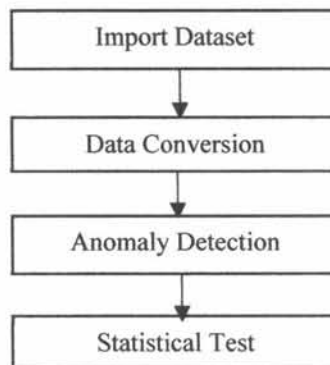 Import Dataset
Data Conversion
Anomaly Detection
Statistical Test